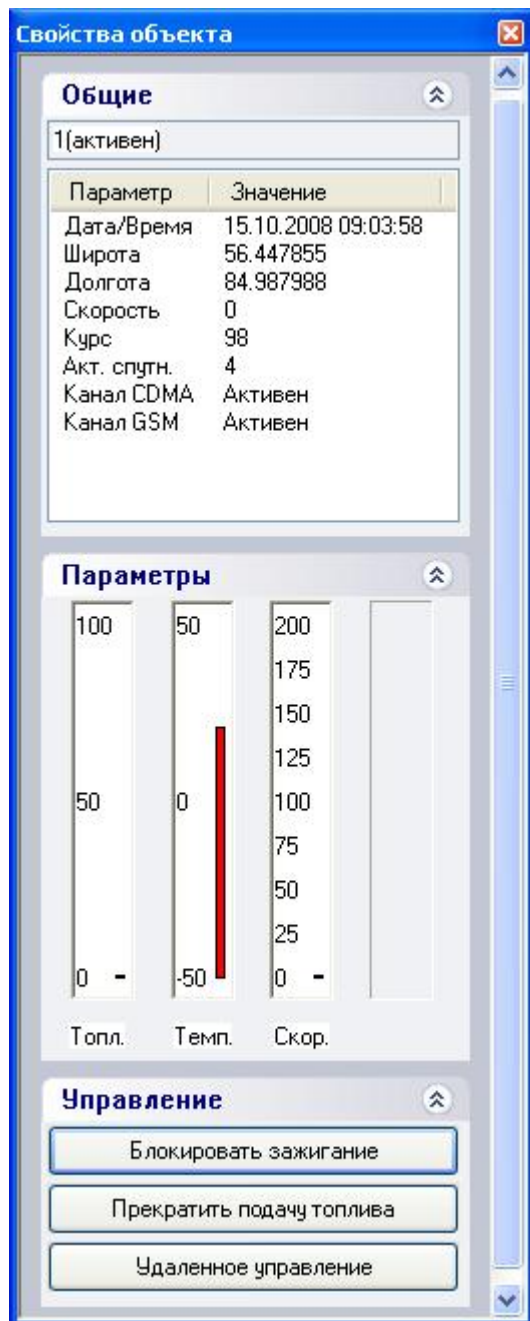 Свойства объекта
Общие
1(активен)
Параметр Значение
Дата/Время 15.10.2008 09:03:58
Широта 56.447855
Долгота 84.987988
Скорость 0
Курс 98
Акт. спутн. 4
Канал CDMA Активен
Канал GSM Активен
Параметры
100 50 200
175
150
125
50 0 100
75
50
25
0 -50 0
Топл. Темп. Скор.
Управление
Блокировать зажигание
Прекратить подачу топлива
Удаленное управление